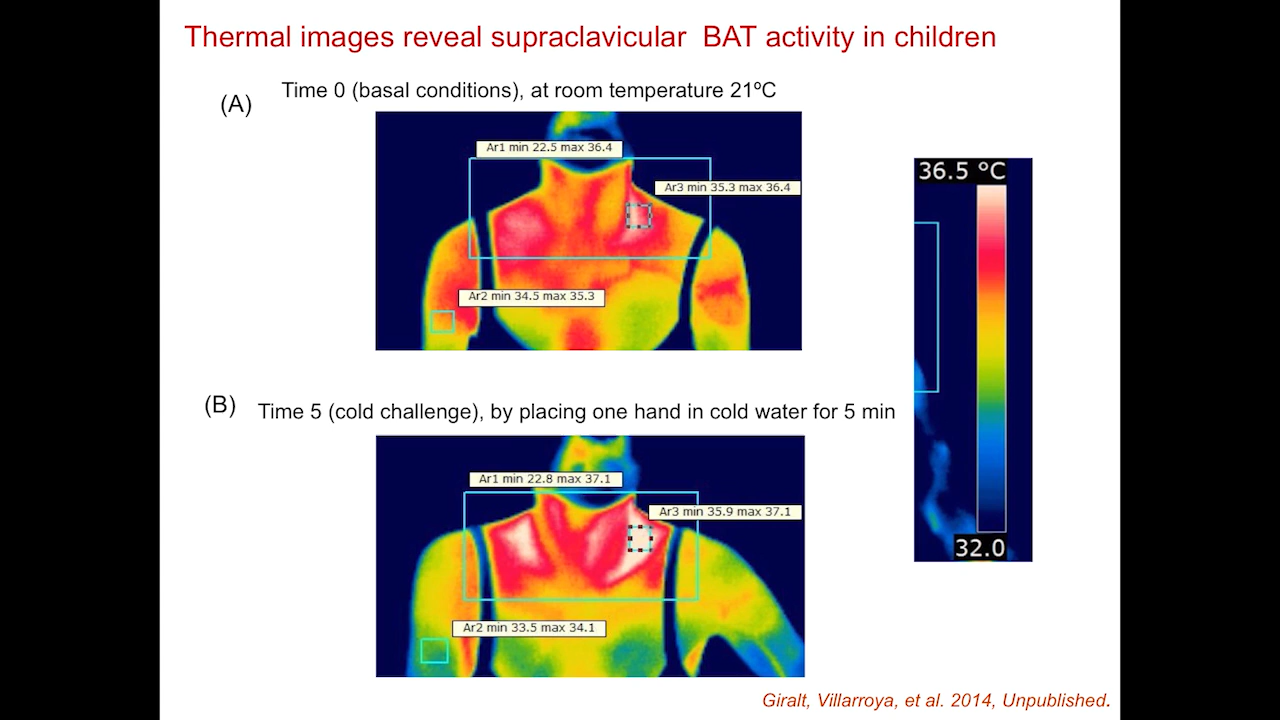 Thermal images reveal supraclavicular BAT activity in children
(A)
Time 0 (basal conditions), at room temperature 21ºC
Ar1 min 22.5 max 36.4
Ar3 min 35.3 max 36.4
Ar2 min 34.5 max 35.3
36.5 °C
32.0
(B)
Time 5 (cold challenge), by placing one hand in cold water for 5 min
Ar1 min 22.8 max 37.1
Ar3 min 35.9 max 37.1
Ar2 min 33.5 max 34.1
Giralt, Villarroya, et al. 2014, Unpublished.